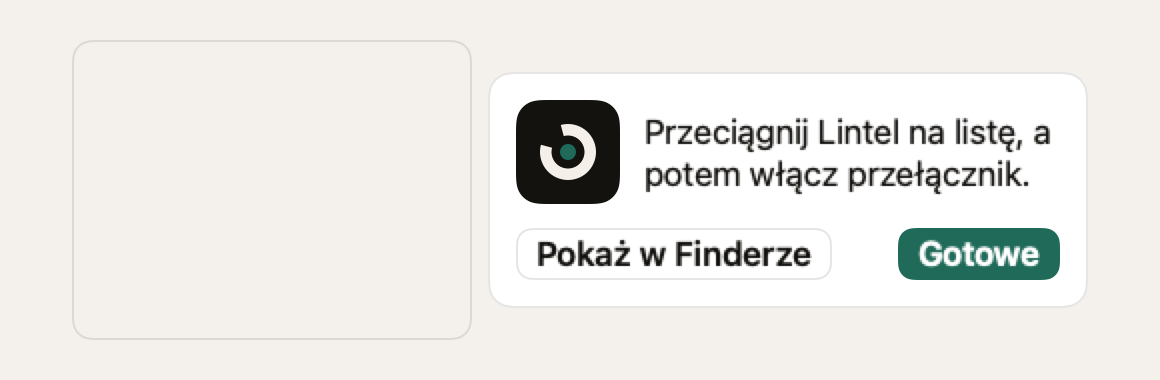 Przeciągnij Lintel na listę, a
potem włącz przełącznik.
Pokaż w Finderze
Gotowe